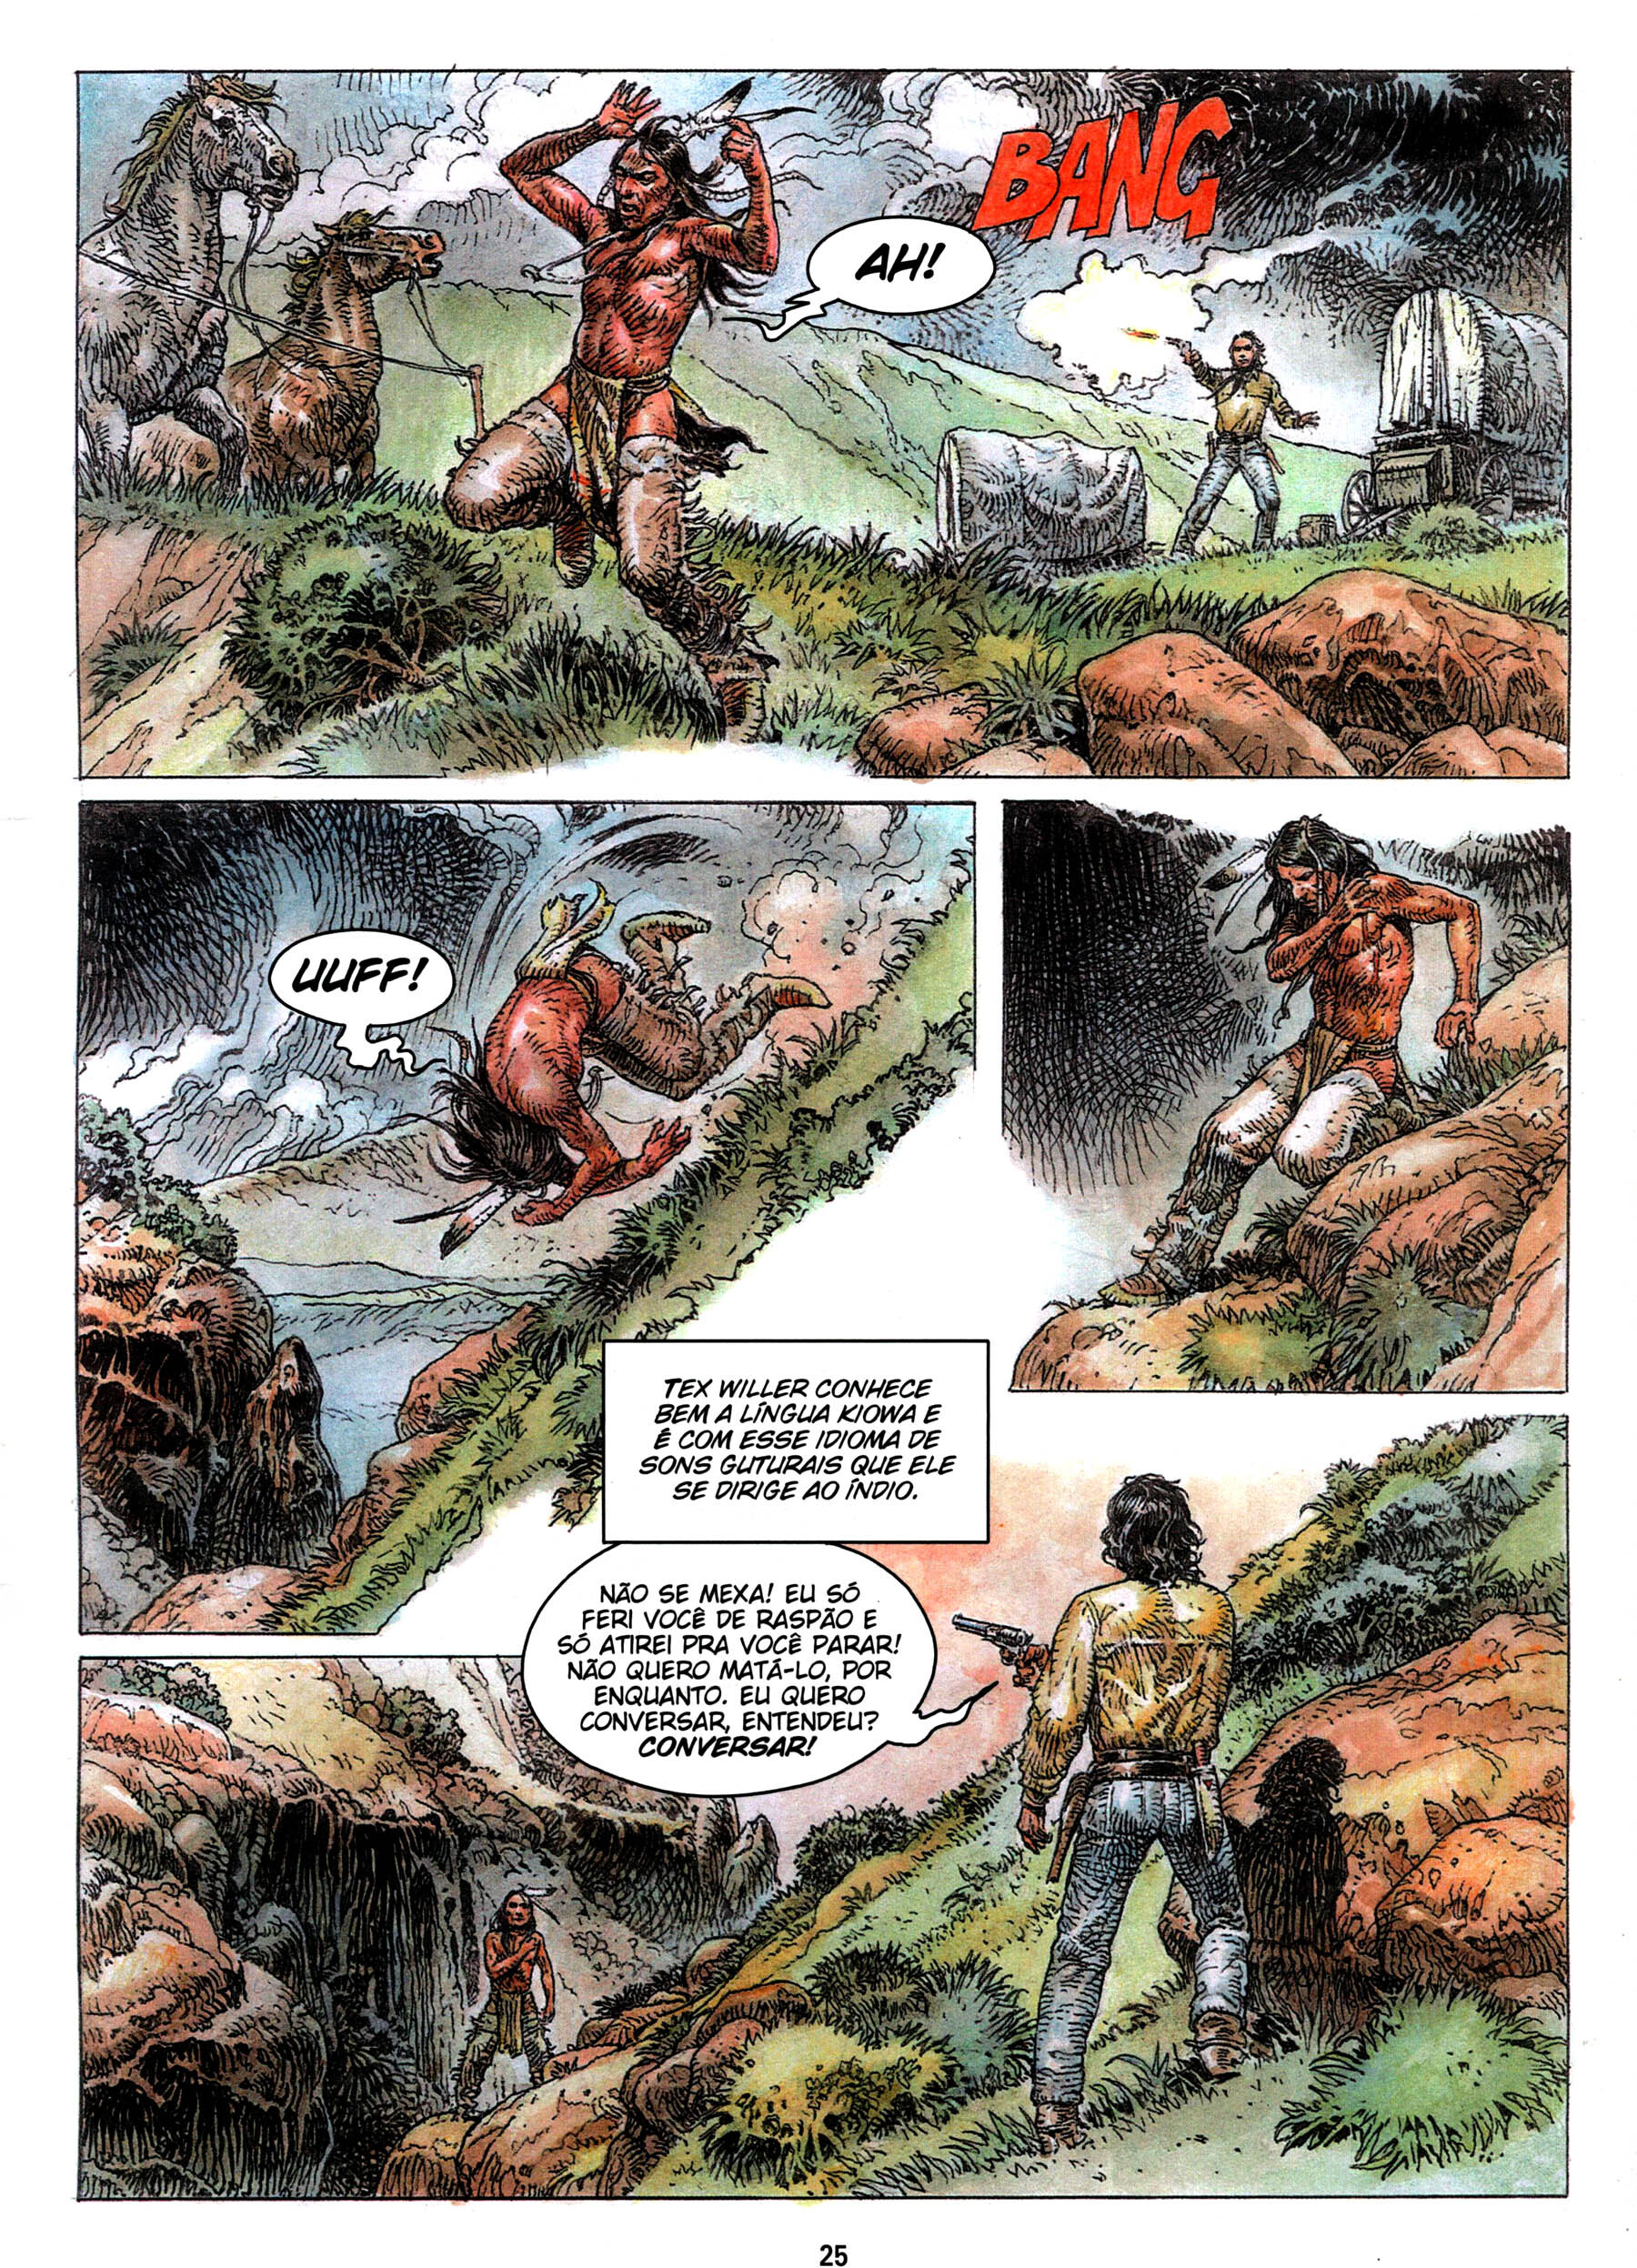 BANG
AH!
UUFF!
TEX WILLER CONHECE
BEM A LÍNGUA KIOWA E
É COM ESSE IDIOMA DE
SONS GUTURAIS QUE ELE
SE DIRIGE AO ÍNDIO.
NÃO SE MEXA! EU SÓ
FERI VOCÊ DE RASPÃO E
SÓ ATIREI PRA VOCÊ PARAR!
NÃO QUERO MATÁ-LO, POR
ENQUANTO. EU QUERO
CONVERSAR, ENTENDEU?
CONVERSAR!
25